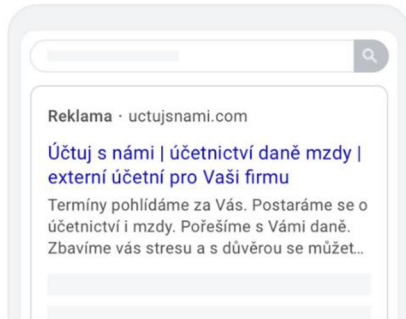 Reklama · uctujsnami.com
Účtuj s námi | účetnictví daně mzdy |
externí účetní pro Vaši firmu
Termíny pohlídáme za Vás. Postaráme se o
účetnictví i mzdy. Pořešíme s Vámi daně.
Zbavíme vás stresu a s důvěrou se můžet...